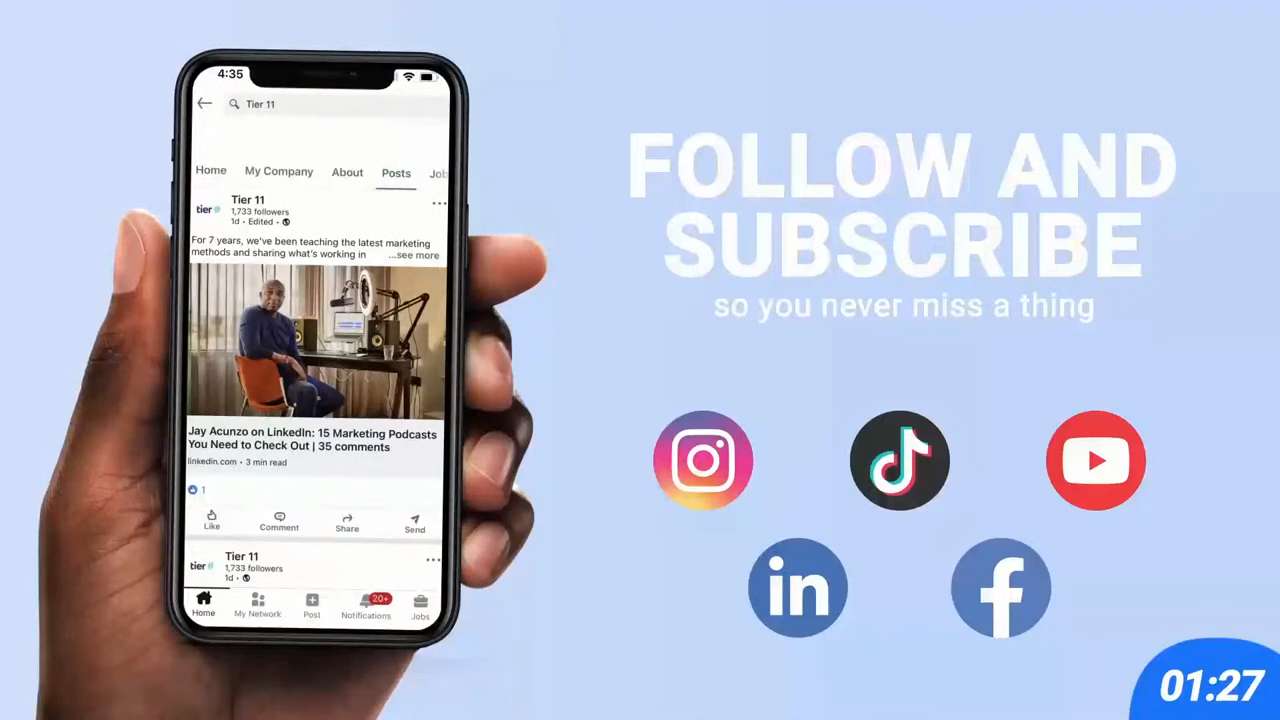 4:35
Tier 11
Home My Company About Posts Job
tier
Tier 11
1,733 followers
1d • Edited •
For 7 years, we've been teaching the latest marketing
methods and sharing what's working in ...see more
Jay Acunzo on LinkedIn: 15 Marketing Podcasts
You Need to Check Out | 35 comments
linkedin.com • 3 min read
1
Like Comment Share Send
tier
Tier 11
1,733 followers
1d •
20+
Home My Network Post Notifications Jobs
FOLLOW AND
SUBSCRIBE
so you never miss a thing
in f
01:27